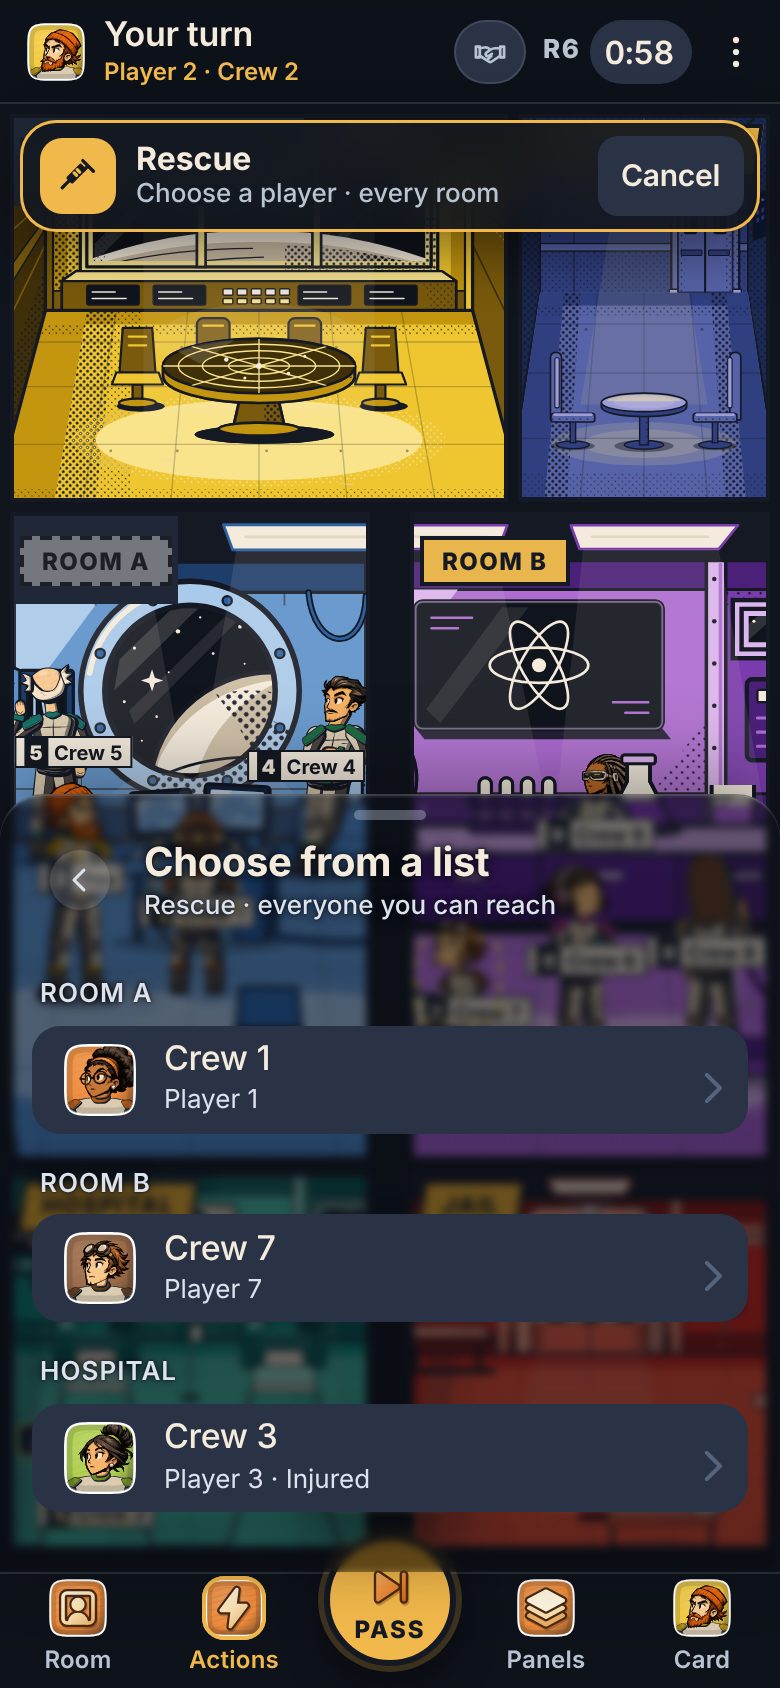 Your turn
Player 2 · Crew 2
R6
0:58
Rescue
Choose a player · every room
Cancel
ROOM A
ROOM B
5 Crew 5
4 Crew 4
Choose from a list
Rescue · everyone you can reach
ROOM A
Crew 1
Player 1
ROOM B
Crew 7
Player 7
HOSPITAL
Crew 3
Player 3 · Injured
Room
Actions
PASS
Panels
Card